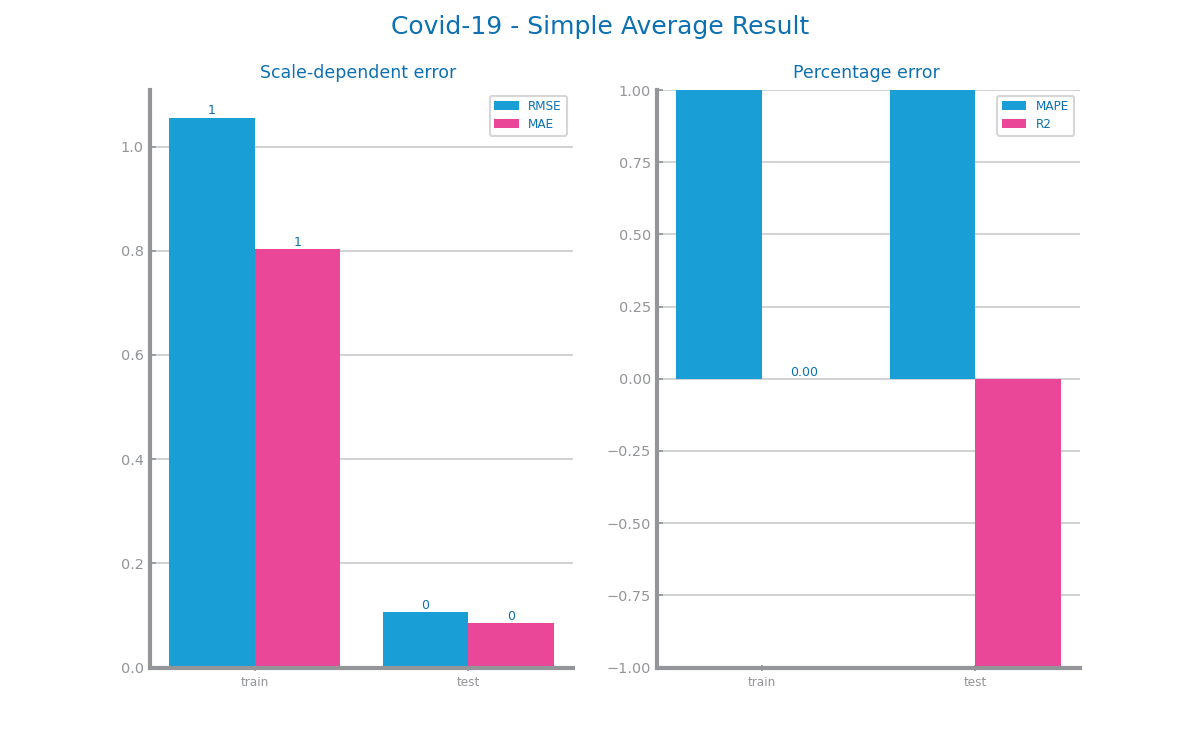 Covid-19 - Simple Average Result
Scale-dependent error
RMSE
MAE
1
1
0
0
1.0
0.8
0.6
0.4
0.2
0.0
train
test
Percentage error
MAPE
R2
0.00
1.00
0.75
0.50
0.25
0.00
−0.25
−0.50
−0.75
−1.00
train
test